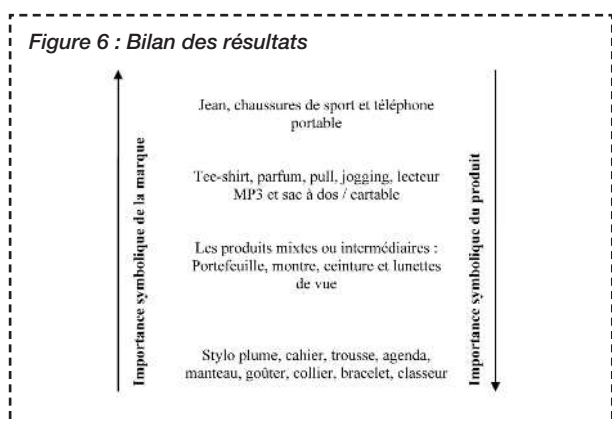 Figure 6 : Bilan des résultats
Importance symbolique de la marque
Jean, chaussures de sport et téléphone
portable
Tee-shirt, parfum, pull, jogging, lecteur
MP3 et sac à dos / cartable
Les produits mixtes ou intermédiaires :
Portefeuille, montre, ceinture et lunettes
de vue
Stylo plume, cahier, trousse, agenda,
manteau, goûter, collier, bracelet, classeur
Importance symbolique du produit